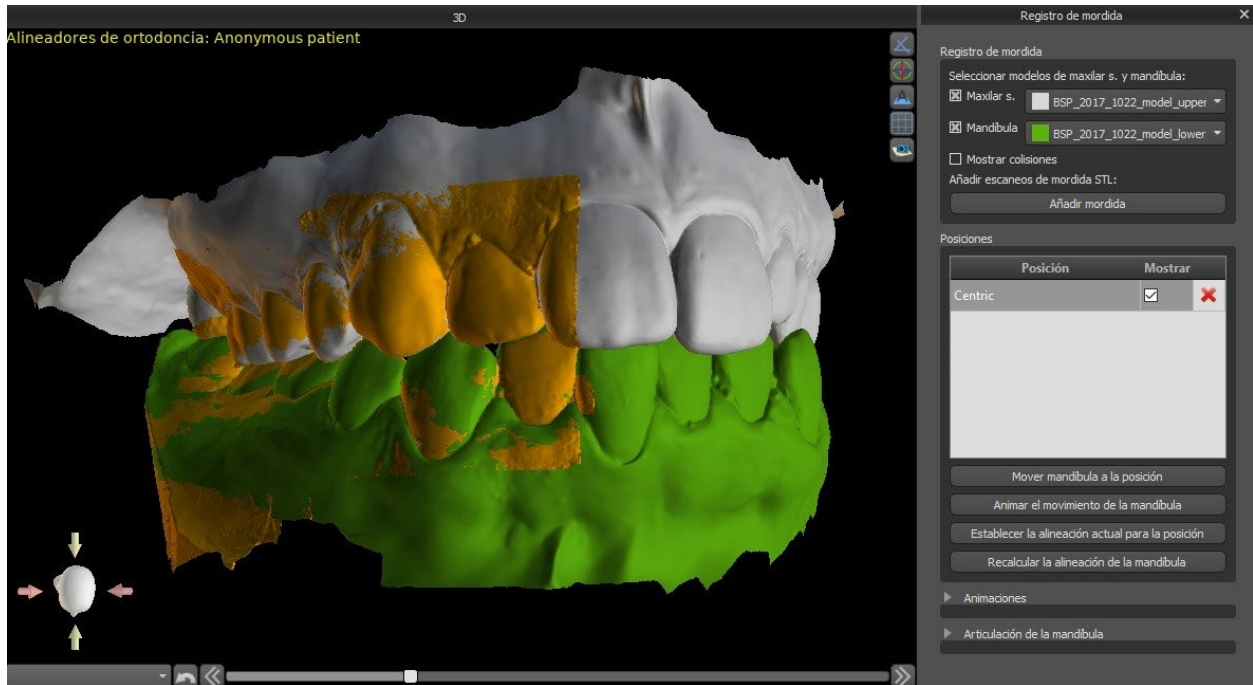 3D
Registro de mordida
Alineadores de ortodoncia: Anonymous patient
Registro de mordida
Seleccionar modelos de maxilar s. y mandíbula:
Maxilar s. BSP_2017_1022_model_upper
Mandíbula BSP_2017_1022_model_lower
Mostrar colisiones
Añadir escaneos de mordida STL:
Añadir mordida
Posiciones
Posición Mostrar
Centric
Mover mandíbula a la posición
Animar el movimiento de la mandíbula
Establecer la alineación actual para la posición
Recalcular la alineación de la mandíbula
Animaciones
Articulación de la mandíbula